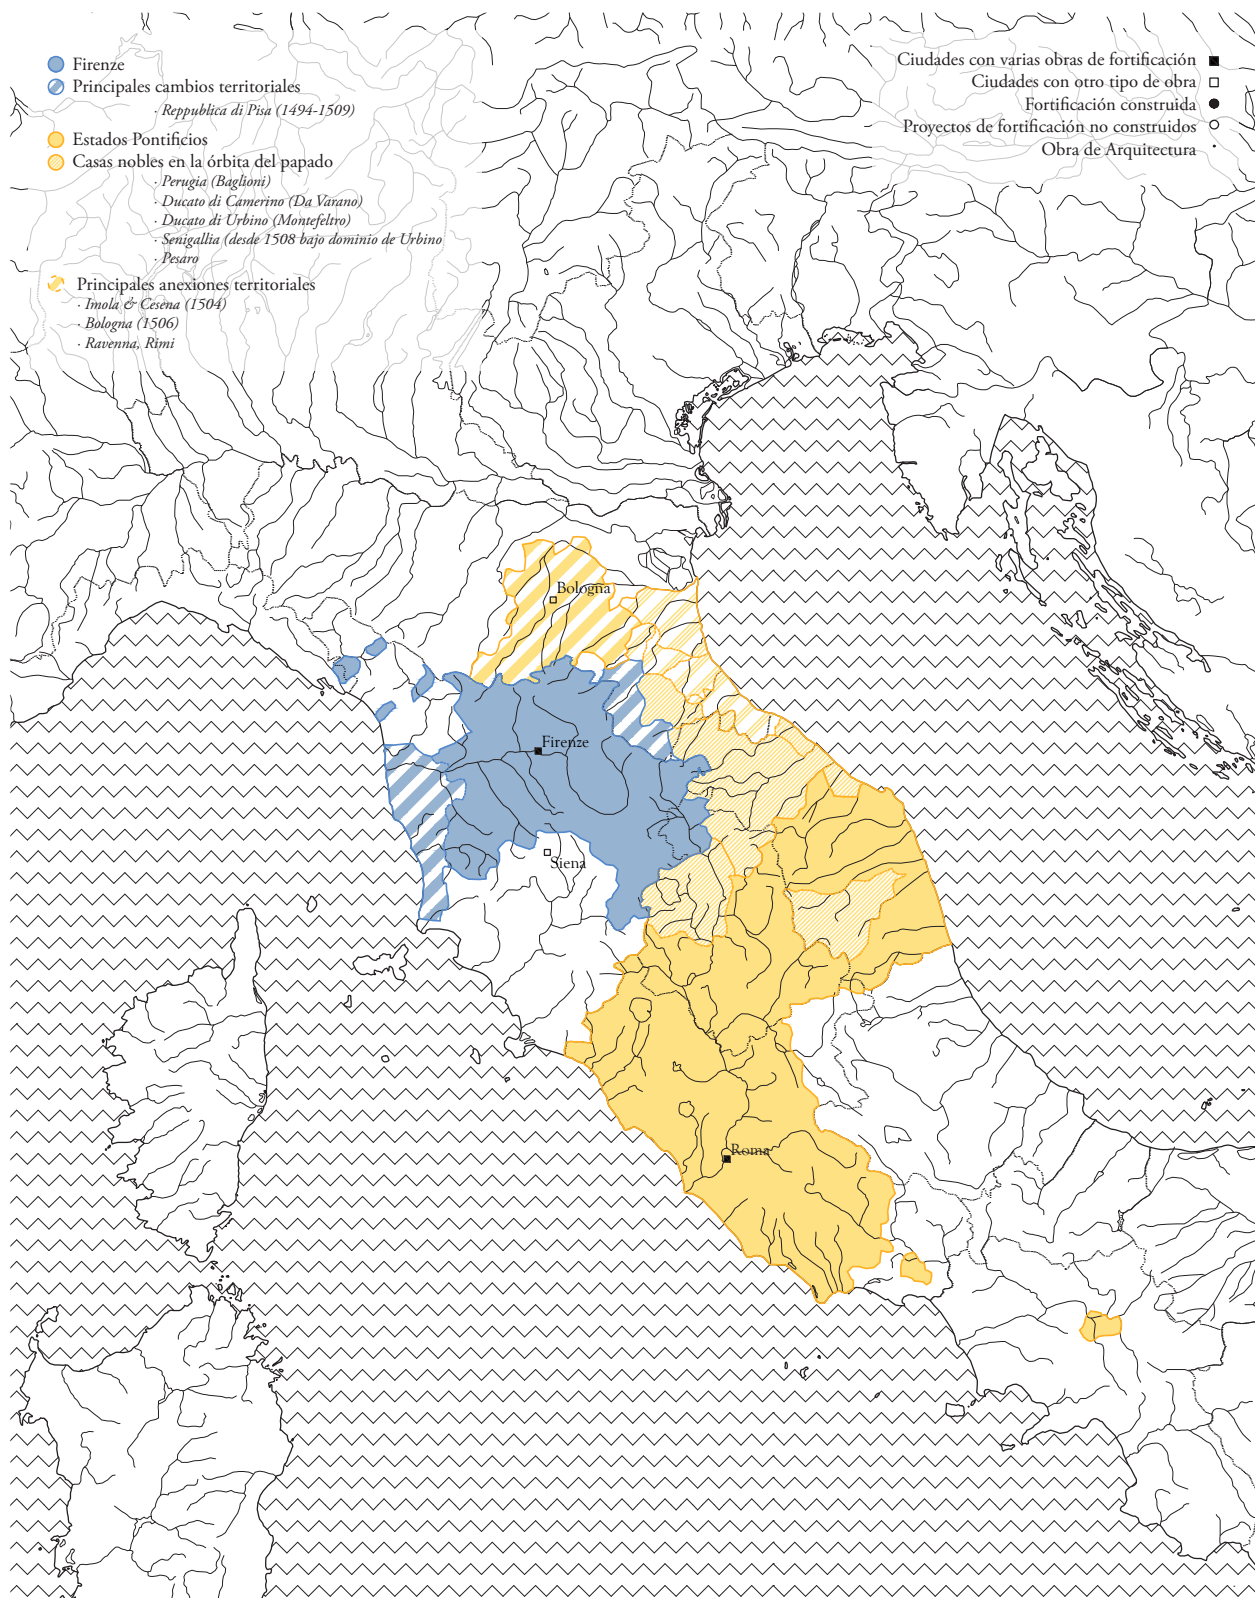 Firenze
Principales cambios territoriales
· Reppublica di Pisa (1494-1509)
Estados Pontificios
Casas nobles en la órbita del papado
· Perugia (Baglioni)
· Ducato di Camerino (Da Varano)
· Ducato di Urbino (Montefeltro)
· Senigallia (desde 1508 bajo dominio de Urbino
· Pesaro
Principales anexiones territoriales
· Imola & Cesena (1504)
· Bologna (1506)
· Ravenna, Rimi
Ciudades con varias obras de fortificación
Ciudades con otro tipo de obra
Fortificación construida
Proyectos de fortificación no construidos
Obra de Arquitectura
Bologna
Firenze
Siena
Roma